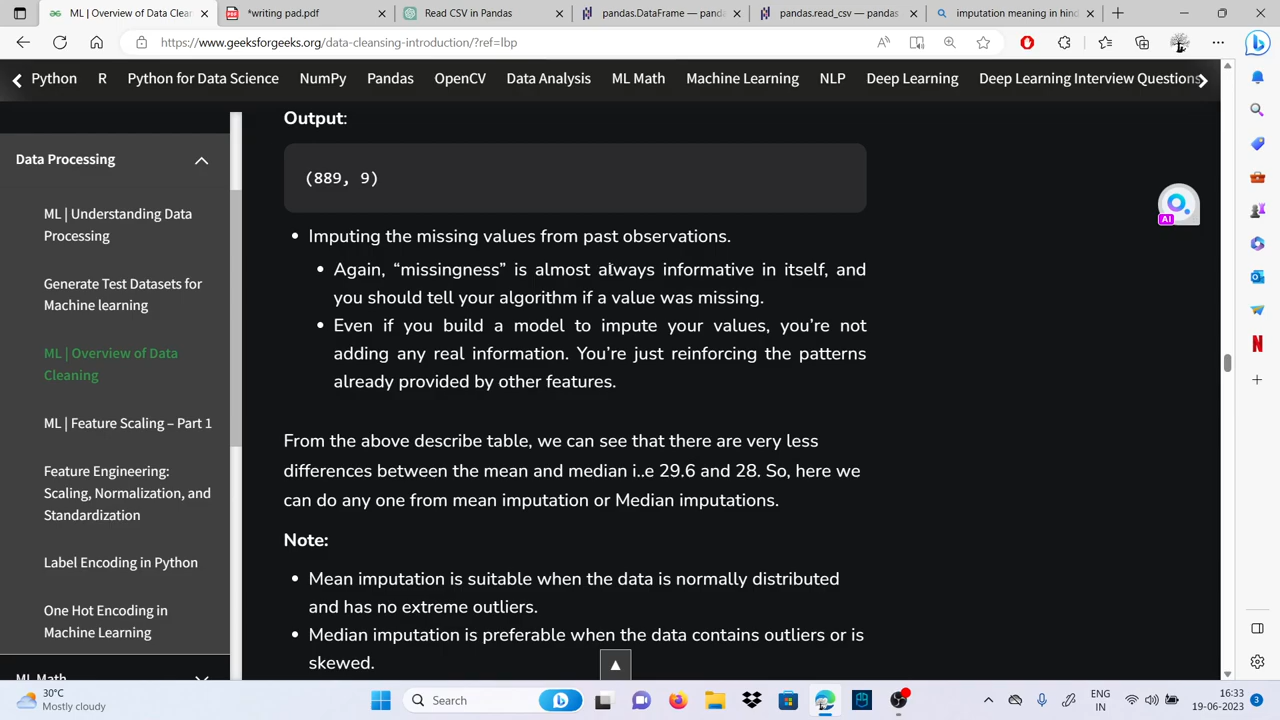 ML | Overview of Data Clean
*writing pad.pdf
Read CSV in Pandas
pandas.DataFrame — panda
pandas.read_csv — pandas
imputation meaning in hind
https://www.geeksforgeeks.org/data-cleansing-introduction/?ref=lbp
Python
R
Python for Data Science
NumPy
Pandas
OpenCV
Data Analysis
ML Math
Machine Learning
NLP
Deep Learning
Deep Learning Interview Questions
Data Processing
ML | Understanding Data
Processing
Generate Test Datasets for
Machine learning
ML | Overview of Data
Cleaning
ML | Feature Scaling – Part 1
Feature Engineering:
Scaling, Normalization, and
Standardization
Label Encoding in Python
One Hot Encoding in
Machine Learning
ML Math
Output:
(889, 9)
Imputing the missing values from past observations.
Again, “missingness” is almost always informative in itself, and
you should tell your algorithm if a value was missing.
Even if you build a model to impute your values, you’re not
adding any real information. You’re just reinforcing the patterns
already provided by other features.
From the above describe table, we can see that there are very less
differences between the mean and median i..e 29.6 and 28. So, here we
can do any one from mean imputation or Median imputations.
Note:
Mean imputation is suitable when the data is normally distributed
and has no extreme outliers.
Median imputation is preferable when the data contains outliers or is
skewed.
AI
30°C
Mostly cloudy
Search
ENG
IN
16:33
19-06-2023